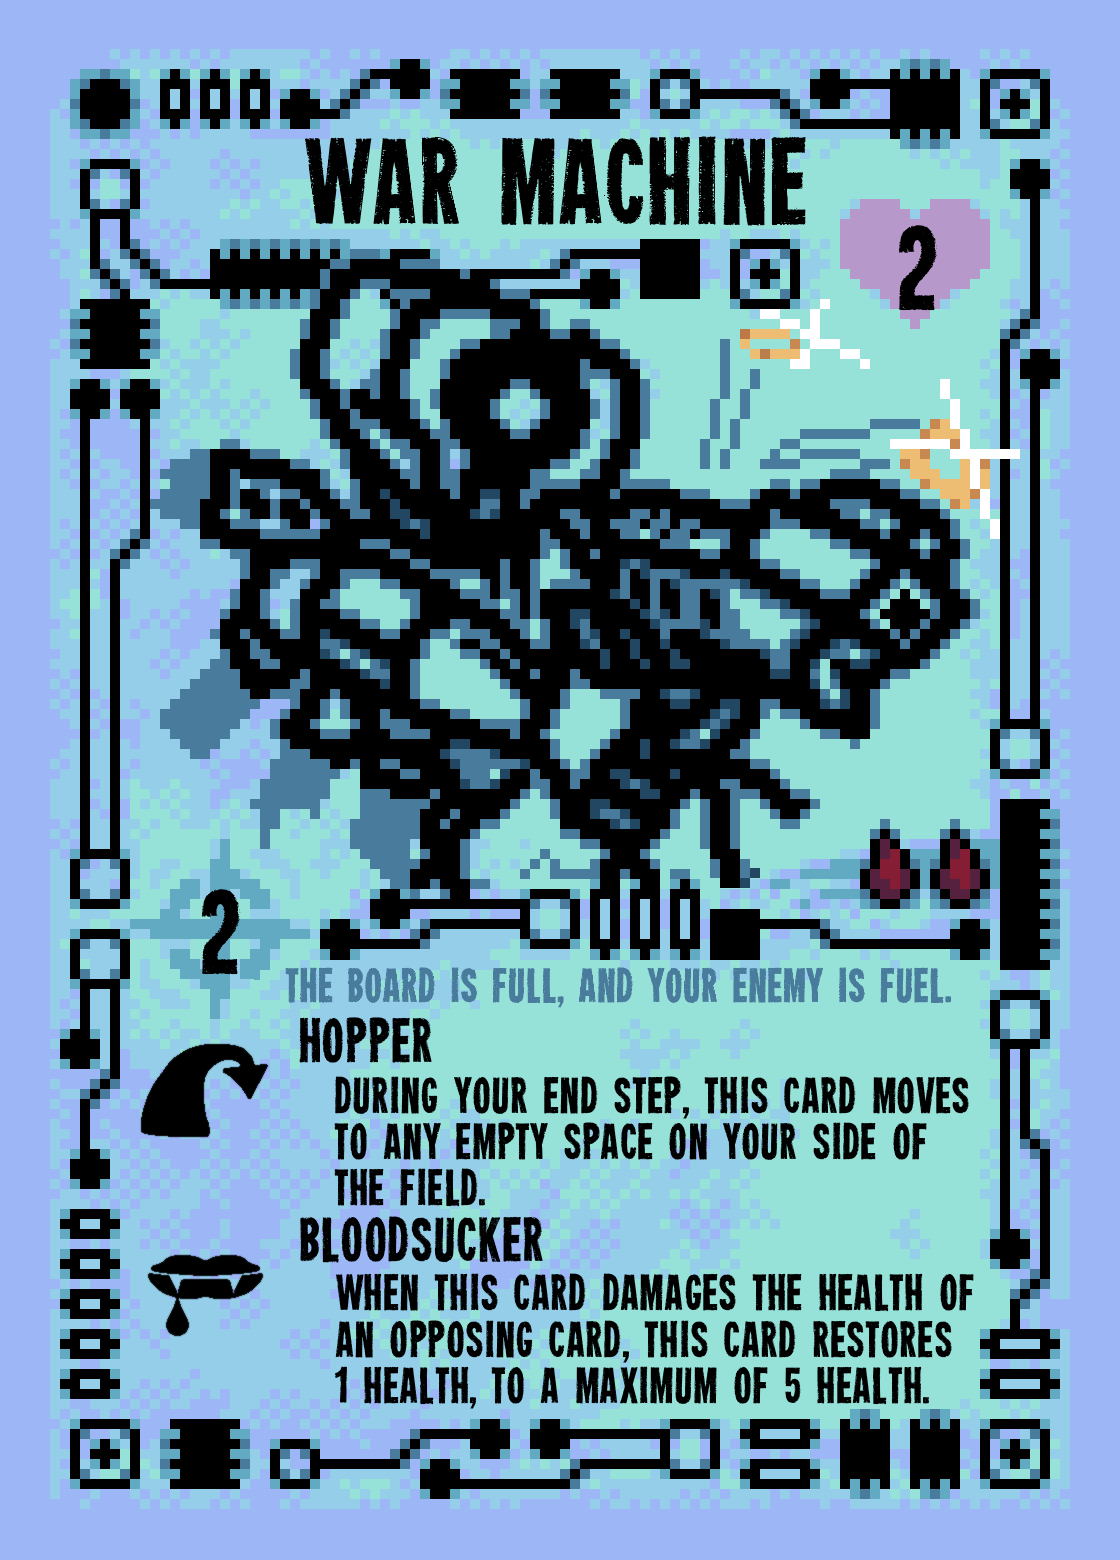 WAR MACHINE
2
2
THE BOARD IS FULL, AND YOUR ENEMY IS FUEL.
HOPPER
DURING YOUR END STEP, THIS CARD MOVES
TO ANY EMPTY SPACE ON YOUR SIDE OF
THE FIELD.
BLOODSUCKER
WHEN THIS CARD DAMAGES THE HEALTH OF
AN OPPOSING CARD, THIS CARD RESTORES
1 HEALTH, TO A MAXIMUM OF 5 HEALTH.